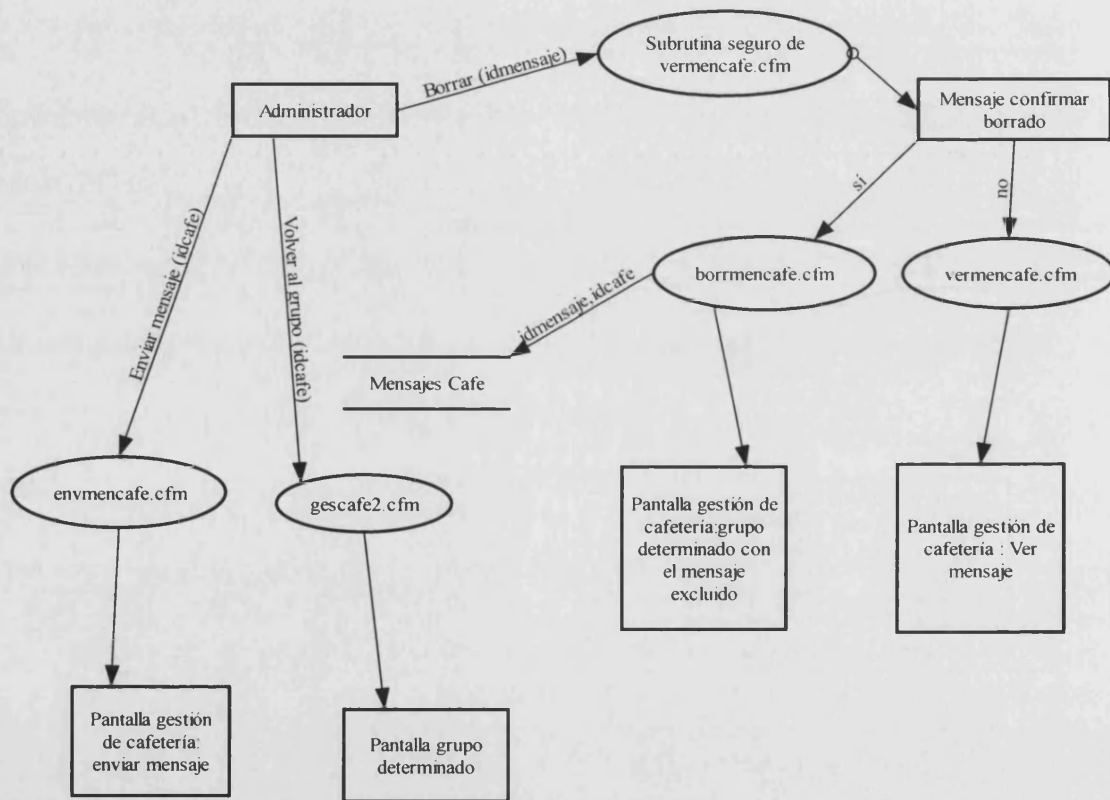 Subrutina seguro de
vermencafe.cfm
Borrar (idmensaje)
Administrador
Mensaje confirmar
borrado
si
no
Enviar mensaje (idcafe)
Volver al grupo (idcafe)
borrmencafe.cfm
vermencafe.cfm
idmensaje,idcafe
Mensajes Cafe
envmencafe.cfm
gescafe2.cfm
Pantalla gestión de
cafetería:grupo
determinado con
el mensaje
excluido
Pantalla gestión de
cafetería : Ver
mensaje
Pantalla gestión
de cafetería:
enviar mensaje
Pantalla grupo
determinado